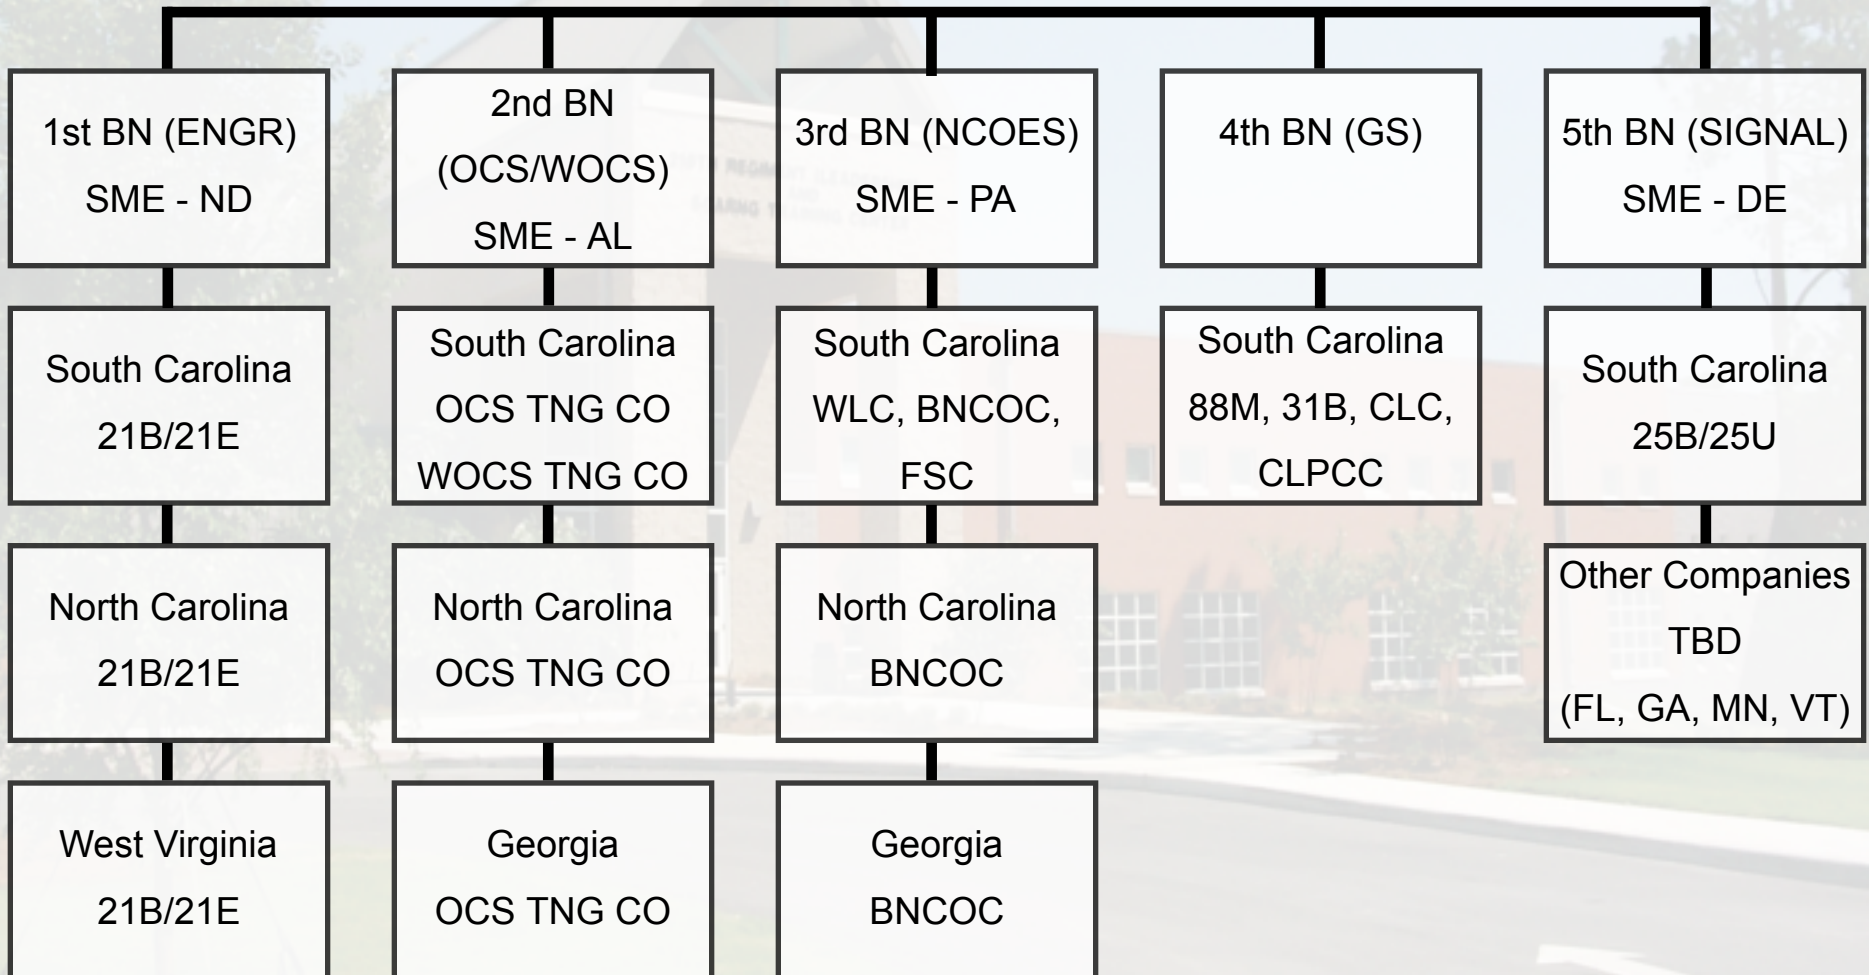 1st BN (ENGR)
SME - ND
2nd BN
(OCS/WOCS)
SME - AL
3rd BN (NCOES)
SME - PA
4th BN (GS)
5th BN (SIGNAL)
SME - DE
South Carolina
21B/21E
South Carolina
OCS TNG CO
WOCS TNG CO
South Carolina
WLC, BNCOC,
FSC
South Carolina
88M, 31B, CLC,
CLPCC
South Carolina
25B/25U
North Carolina
21B/21E
North Carolina
OCS TNG CO
North Carolina
BNCOC
Other Companies
TBD
(FL, GA, MN, VT)
West Virginia
21B/21E
Georgia
OCS TNG CO
Georgia
BNCOC